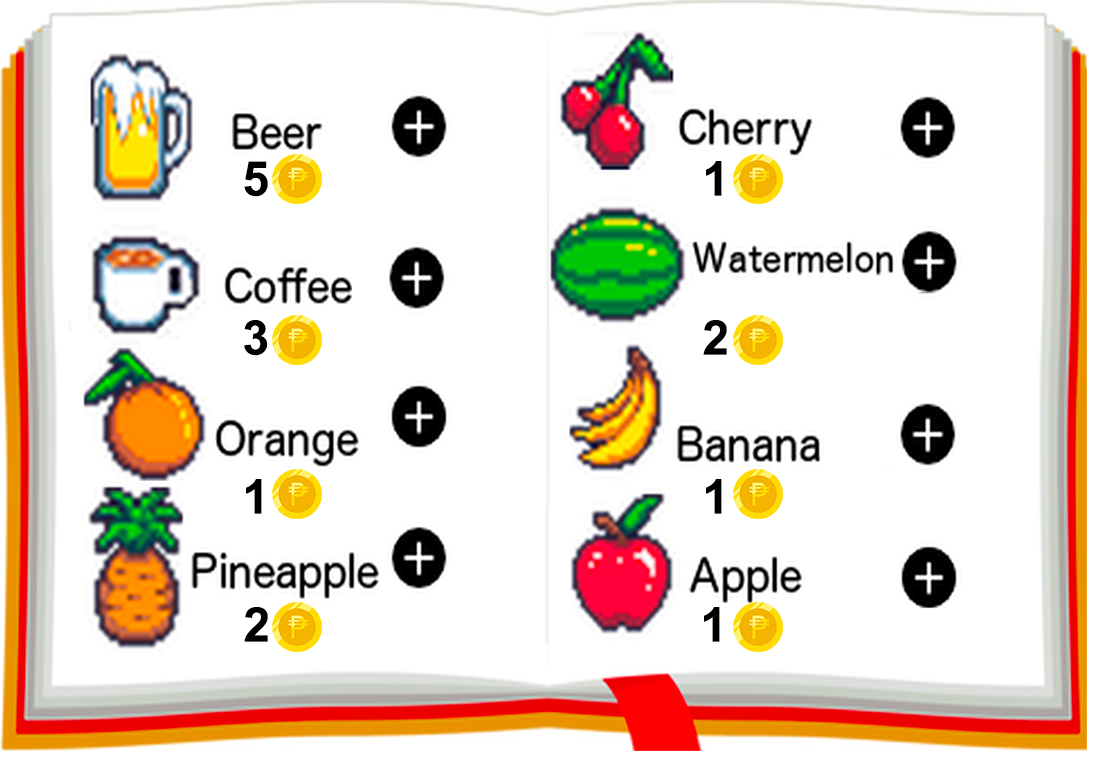 Beer
5
Coffee
3
Orange
1
Pineapple
2
Cherry
1
Watermelon
2
Banana
1
Apple
1